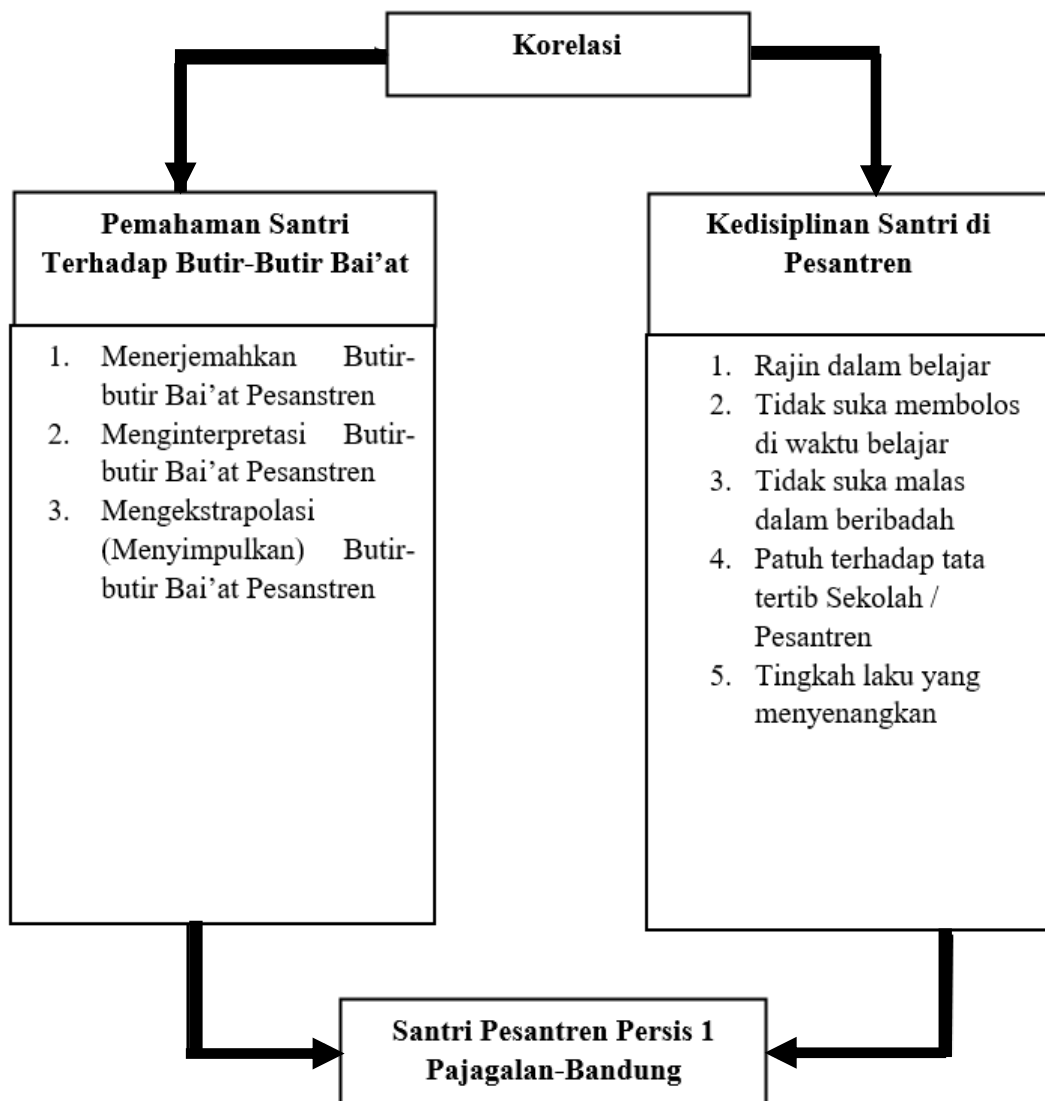 Korelasi
Pemahaman Santri
Terhadap Butir-Butir Bai’at
1. Menerjemahkan Butir-
butir Bai’at Pesanstren
2. Menginterpretasi Butir-
butir Bai’at Pesanstren
3. Mengekstrapolasi
(Menyimpulkan) Butir-
butir Bai’at Pesanstren
Kedisiplinan Santri di
Pesantren
1. Rajin dalam belajar
2. Tidak suka membolos
di waktu belajar
3. Tidak suka malas
dalam beribadah
4. Patuh terhadap tata
tertib Sekolah /
Pesantren
5. Tingkah laku yang
menyenangkan
Santri Pesantren Persis 1
Pajagalan-Bandung